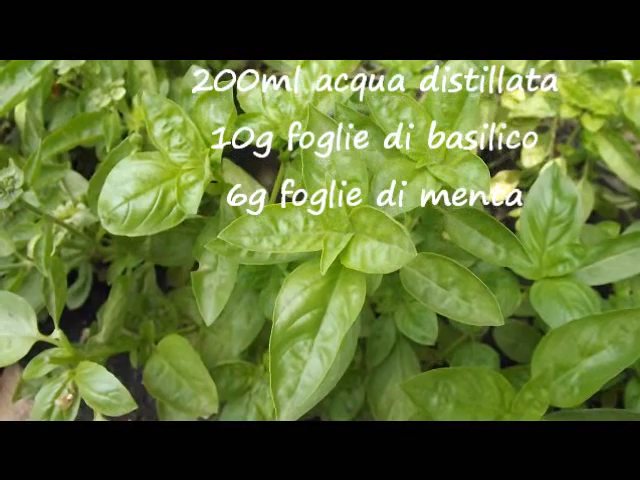 200ml acqua distillata
10g foglie di basilico
6g foglie di menta